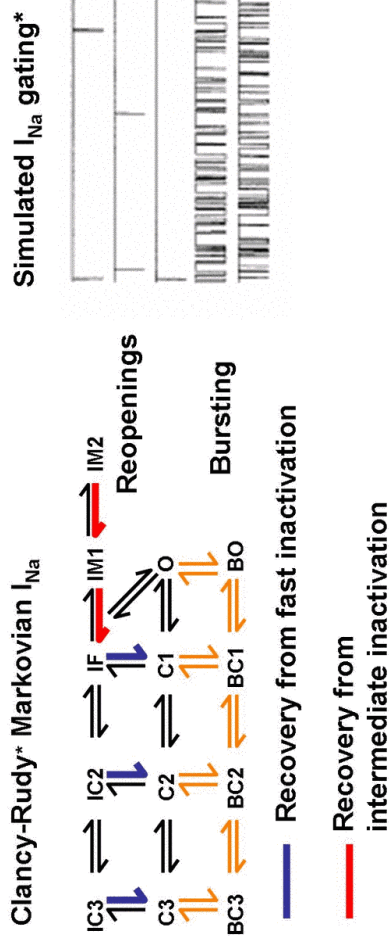 Clancy-Rudy* Markovian INa
IC3 IC2 IF IM1 IM2
C3 C2 C1 O
BC3 BC2 BC1 BO
Reopenings
Bursting
Recovery from fast inactivation
Recovery from
intermediate inactivation
Simulated INa gating*